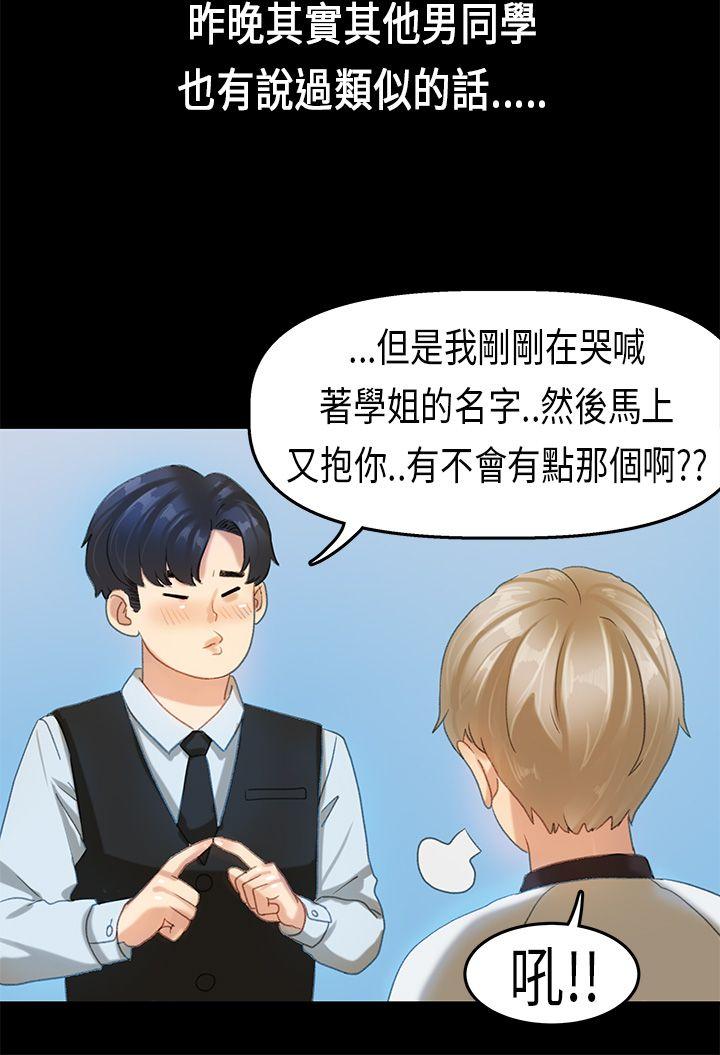 昨晚其實其他男同學
也有說過類似的話.....
...但是我剛剛在哭喊
著學姐的名字..然後馬上
又抱你..有不會有點那個啊??
吼!!